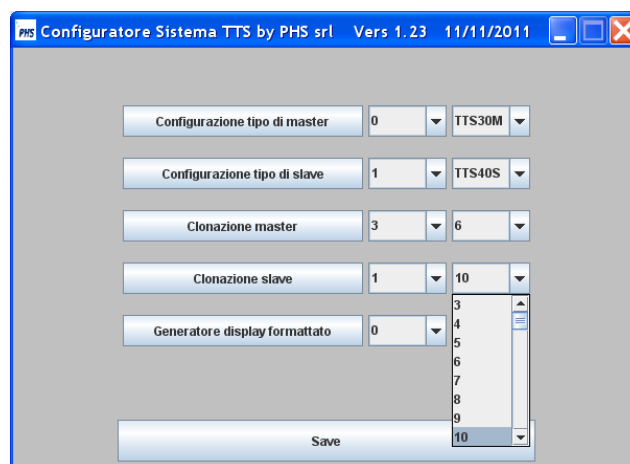 PHS Configuratore Sistema TTS by PHS srl Vers 1.23 11/11/2011
Configurazione tipo di master 0 TTS30M
Configurazione tipo di slave 1 TTS40S
Clonazione master 3 6
Clonazione slave 1 10
3
4
5
6
7
8
9
10
Generatore display formattato 0
Save